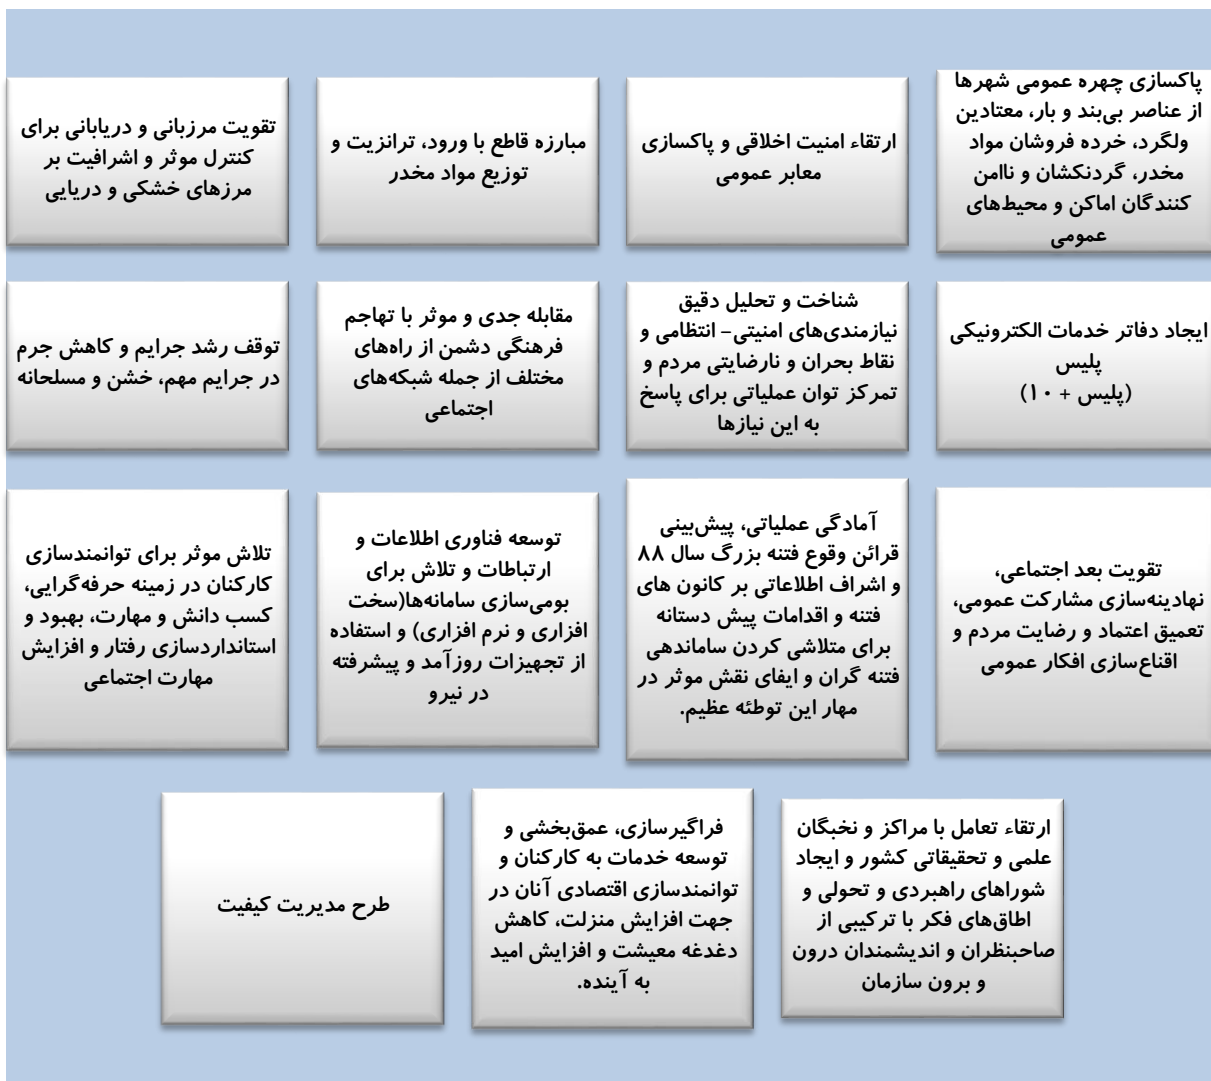 پاکسازی چهره عمومی شهرها
از عناصر بی‌بند و بار، معتادین
ولگرد، خرده فروشان مواد
مخدر، گردنکشان و ناامن
کنندگان اماکن و محیط‌های
عمومی
ارتقاء امنیت اخلاقی و پاکسازی
معابر عمومی
مبارزه قاطع با ورود، ترانزیت و
توزیع مواد مخدر
تقویت مرزبانی و دریابانی برای
کنترل موثر و اشرافیت بر
مرزهای خشکی و دریایی
ایجاد دفاتر خدمات الکترونیکی
پلیس
(پلیس + ۱۰)
شناخت و تحلیل دقیق
نیازمندی‌های امنیتی– انتظامی و
نقاط بحران و نارضایتی مردم و
تمرکز توان عملیاتی برای پاسخ
به این نیازها
مقابله جدی و موثر با تهاجم
فرهنگی دشمن از راه‌های
مختلف از جمله شبکه‌های
اجتماعی
توقف رشد جرایم و کاهش جرم
در جرایم مهم، خشن و مسلحانه
تقویت بعد اجتماعی،
نهادینه‌سازی مشارکت عمومی،
تعمیق اعتماد و رضایت مردم و
اقناع‌سازی افکار عمومی
آمادگی عملیاتی، پیش‌بینی
قرائن وقوع فتنه بزرگ سال ۸۸
و اشراف اطلاعاتی بر کانون های
فتنه و اقدامات پیش دستانه
برای متلاشی کردن ساماندهی
فتنه گران و ایفای نقش موثر در
مهار این توطئه عظیم.
توسعه فناوری اطلاعات و
ارتباطات و تلاش برای
بومی‌سازی سامانه‌ها(سخت
افزاری و نرم افزاری) و استفاده
از تجهیزات روزآمد و پیشرفته
در نیرو
تلاش موثر برای توانمندسازی
کارکنان در زمینه حرفه‌گرایی،
کسب دانش و مهارت، بهبود و
استانداردسازی رفتار و افزایش
مهارت اجتماعی
ارتقاء تعامل با مراکز و نخبگان
علمی و تحقیقاتی کشور و ایجاد
شوراهای راهبردی و تحولی و
اطاق‌های فکر با ترکیبی از
صاحبنظران و اندیشمندان درون
و برون سازمان
فراگیرسازی، عمق‌بخشی و
توسعه خدمات به کارکنان و
توانمندسازی اقتصادی آنان در
جهت افزایش منزلت، کاهش
دغدغه معیشت و افزایش امید
به آینده.
طرح مدیریت کیفیت